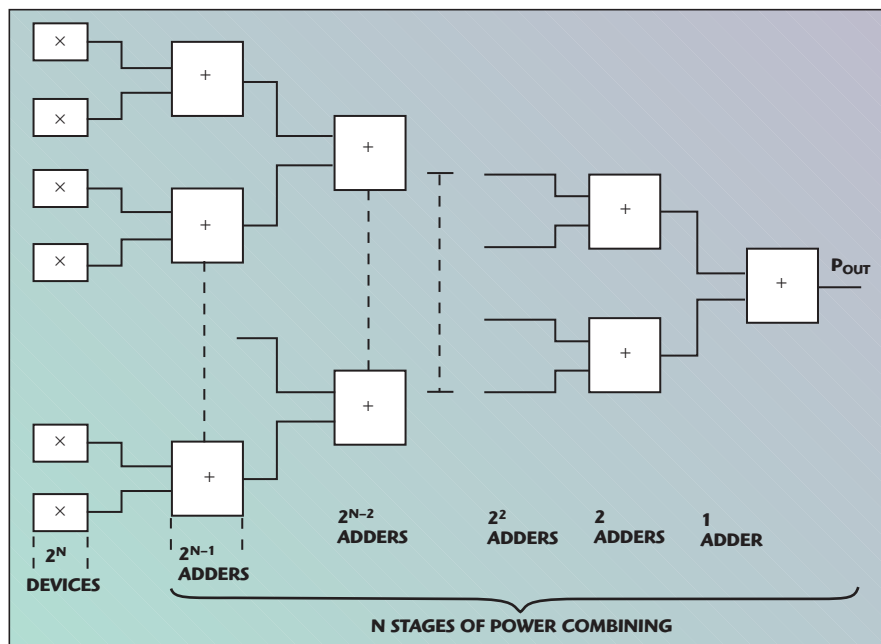 ×
+
×
+
×
+
×
+
+
P_OUT
+
×
+
×
+
2^N
DEVICES
2^N–1
ADDERS
2^N–2
ADDERS
2^2
ADDERS
2
ADDERS
1
ADDER
N STAGES OF POWER COMBINING